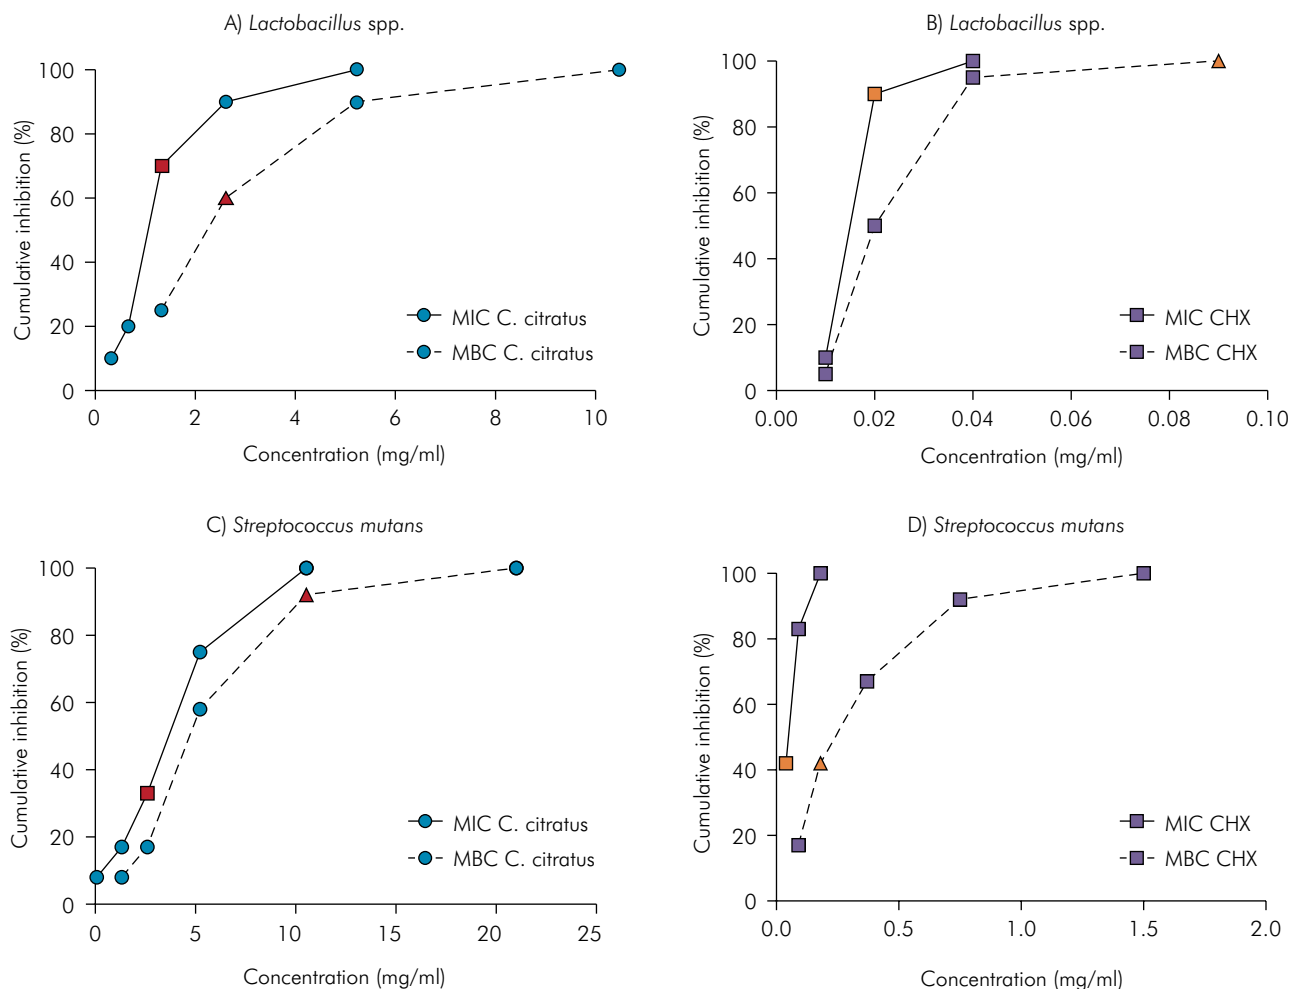 A) Lactobacillus spp.
100
80
60
40
20
0
Cumulative inhibition (%)
MIC C. citratus
MBC C. citratus
0 2 4 6 8 10
Concentration (mg/ml)
B) Lactobacillus spp.
100
80
60
40
20
0
Cumulative inhibition (%)
MIC CHX
MBC CHX
0.00 0.02 0.04 0.06 0.08 0.10
Concentration (mg/ml)
C) Streptococcus mutans
100
80
60
40
20
0
Cumulative inhibition (%)
MIC C. citratus
MBC C. citratus
0 5 10 15 20 25
Concentration (mg/ml)
D) Streptococcus mutans
100
80
60
40
20
0
Cumulative inhibition (%)
MIC CHX
MBC CHX
0.0 0.5 1.0 1.5 2.0
Concentration (mg/ml)